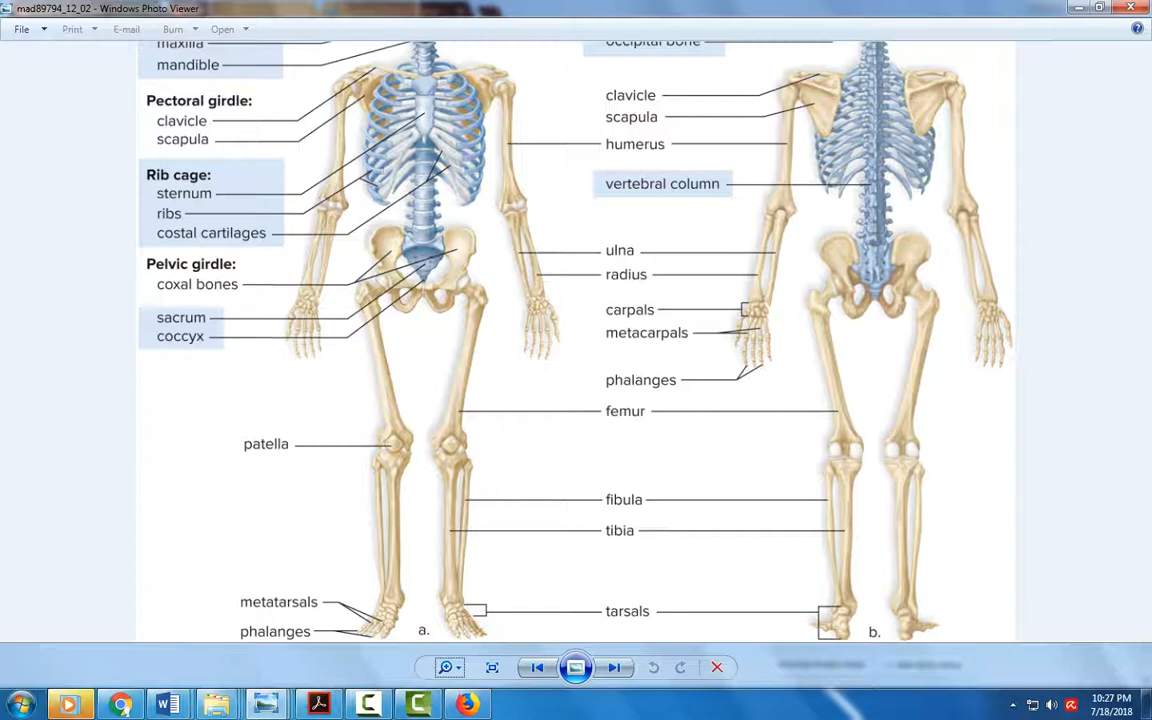 mad89794_12_02 - Windows Photo Viewer
File Print E-mail Burn Open
maxilla
mandible
Pectoral girdle:
clavicle
scapula
Rib cage:
sternum
ribs
costal cartilages
Pelvic girdle:
coxal bones
sacrum
coccyx
patella
metatarsals
phalanges
a.
occipital bone
clavicle
scapula
humerus
vertebral column
ulna
radius
carpals
metacarpals
phalanges
femur
fibula
tibia
tarsals
b.
10:27 PM
7/18/2018